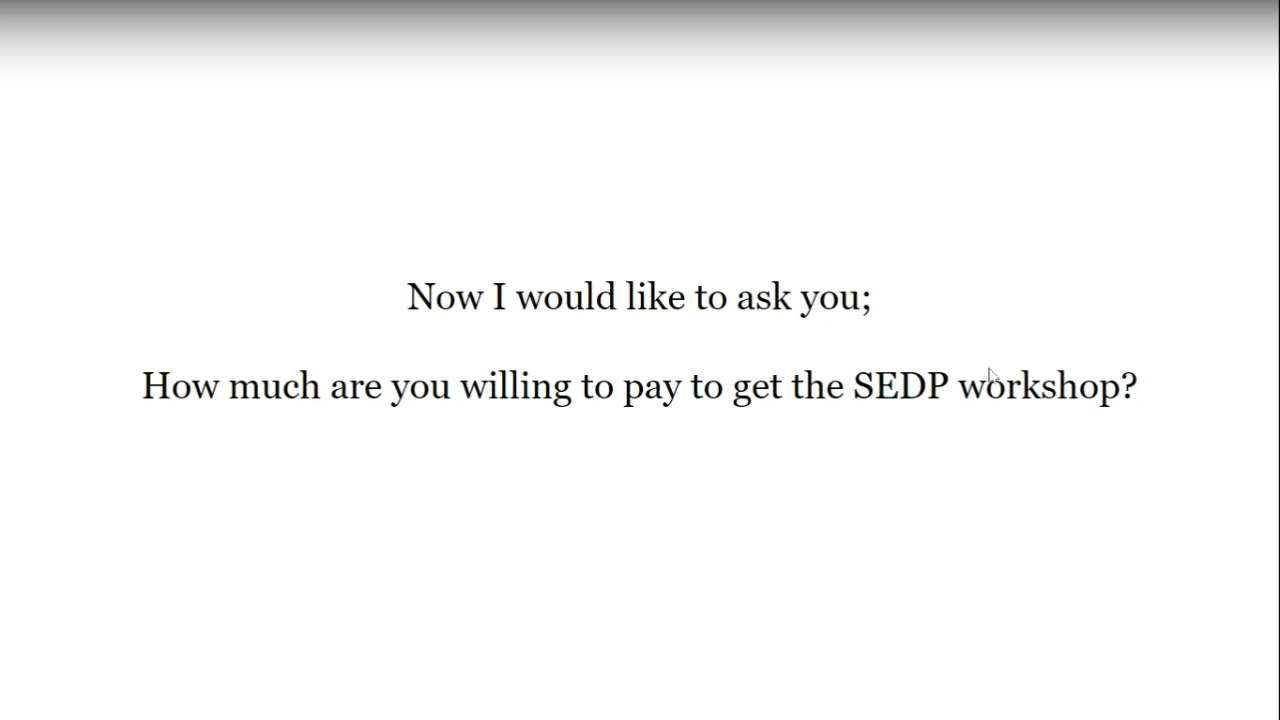 Now I would like to ask you;
How much are you willing to pay to get the SEDP workshop?